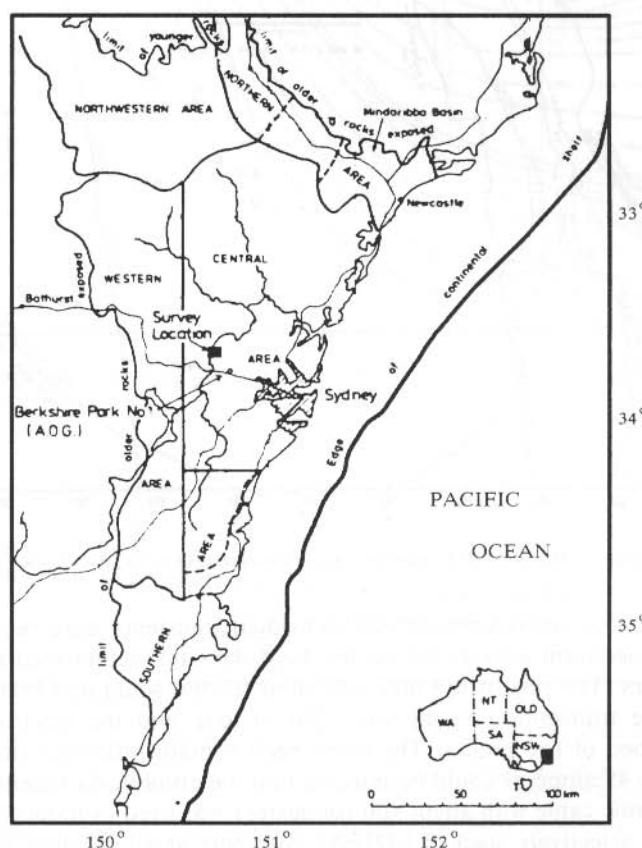 limit of younger rocks
limit of older rocks exposed
NORTHWESTERN AREA
NORTHERN
AREA
Mindaribba Basin
Newcastle
shelf
33°
CENTRAL
WESTERN
continental
Bathurst
exposed
Survey
Location
of
AREA
rocks
Sydney
Berkshire Park No 1
(A.O.G.)
34°
older
Edge
AREA
PACIFIC
OCEAN
AREA
of
35°
SOUTHERN
limit
NT
QLD
WA
SA
NSW
T
0 50 100 km
150° 151° 152°